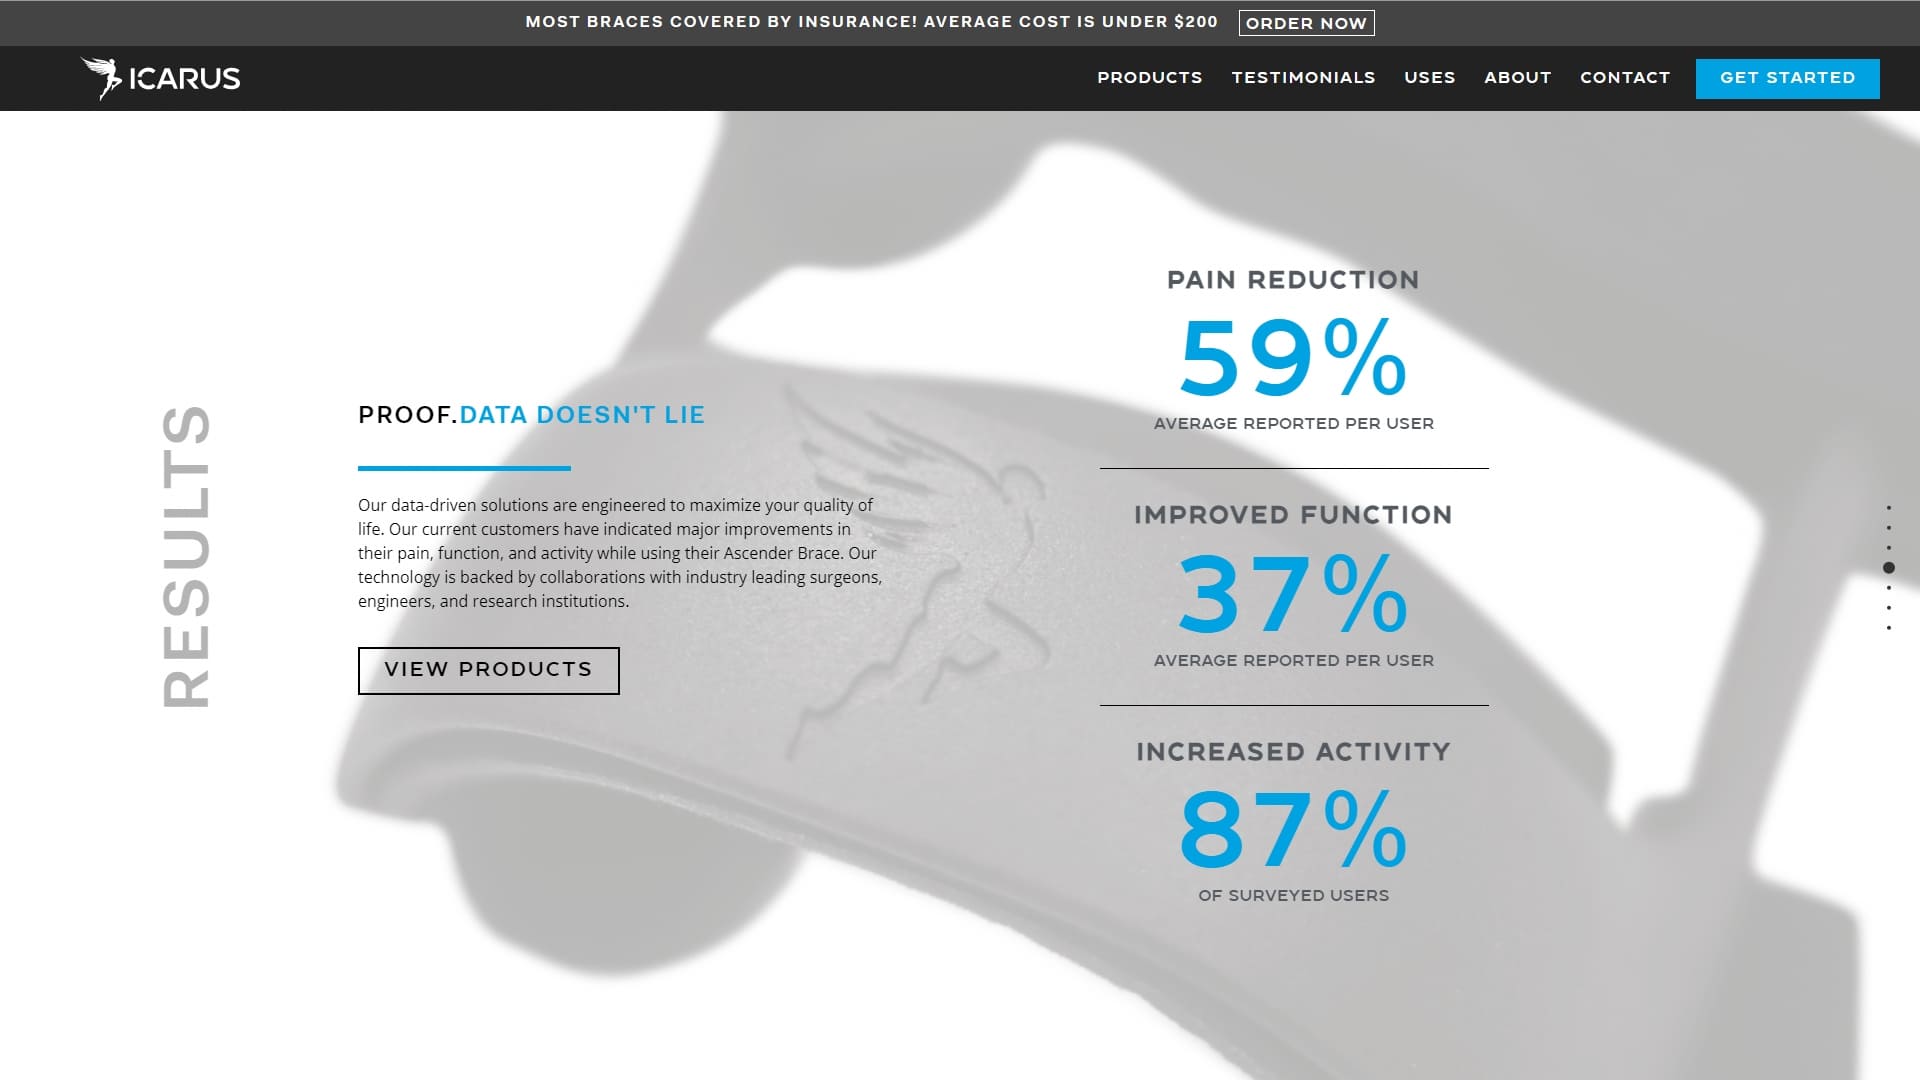 MOST BRACES COVERED BY INSURANCE! AVERAGE COST IS UNDER $200 ORDER NOW
ICARUS
PRODUCTS TESTIMONIALS USES ABOUT CONTACT GET STARTED
RESULTS
PROOF.DATA DOESN'T LIE
Our data-driven solutions are engineered to maximize your quality of
life. Our current customers have indicated major improvements in
their pain, function, and activity while using their Ascender Brace. Our
technology is backed by collaborations with industry leading surgeons,
engineers, and research institutions.
VIEW PRODUCTS
PAIN REDUCTION
59%
AVERAGE REPORTED PER USER
IMPROVED FUNCTION
37%
AVERAGE REPORTED PER USER
INCREASED ACTIVITY
87%
OF SURVEYED USERS